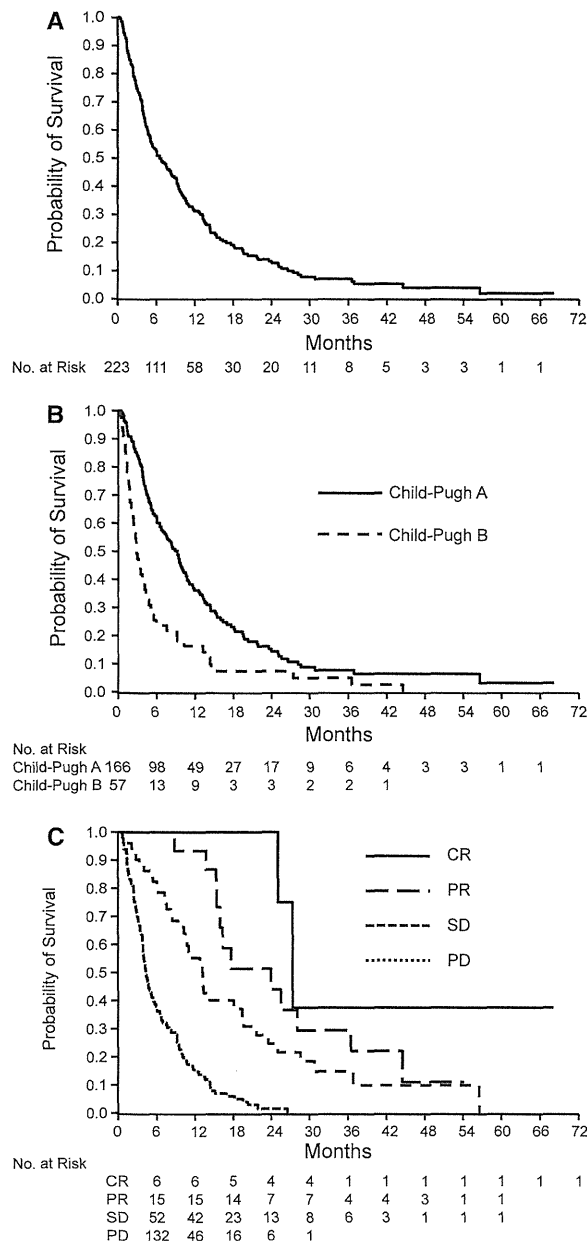 A
Probability of Survival
1.0
0.9
0.8
0.7
0.6
0.5
0.4
0.3
0.2
0.1
0.0
0 6 12 18 24 30 36 42 48 54 60 66 72
Months
No. at Risk 223 111 58 30 20 11 8 5 3 3 1 1
B
Probability of Survival
1.0
0.9
0.8
0.7
0.6
0.5
0.4
0.3
0.2
0.1
0.0
Child-Pugh A
Child-Pugh B
0 6 12 18 24 30 36 42 48 54 60 66 72
Months
No. at Risk
Child-Pugh A 166 98 49 27 17 9 6 4 3 3 1 1
Child-Pugh B 57 13 9 3 3 2 2 1
C
Probability of Survival
1.0
0.9
0.8
0.7
0.6
0.5
0.4
0.3
0.2
0.1
0.0
CR
PR
SD
PD
0 6 12 18 24 30 36 42 48 54 60 66 72
Months
No. at Risk
CR 6 6 5 4 4 1 1 1 1 1 1 1
PR 15 15 14 7 7 4 4 3 1 1
SD 52 42 23 13 8 6 3 1 1 1
PD 132 46 16 6 1